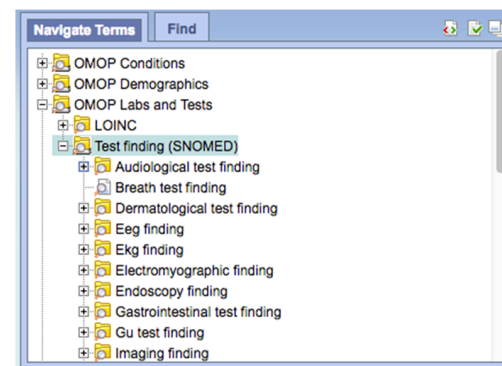 Navigate Terms Find
OMOP Conditions
OMOP Demographics
OMOP Labs and Tests
LOINC
Test finding (SNOMED)
Audiological test finding
Breath test finding
Dermatological test finding
Eeg finding
Ekg finding
Electromyographic finding
Endoscopy finding
Gastrointestinal test finding
Gu test finding
Imaging finding